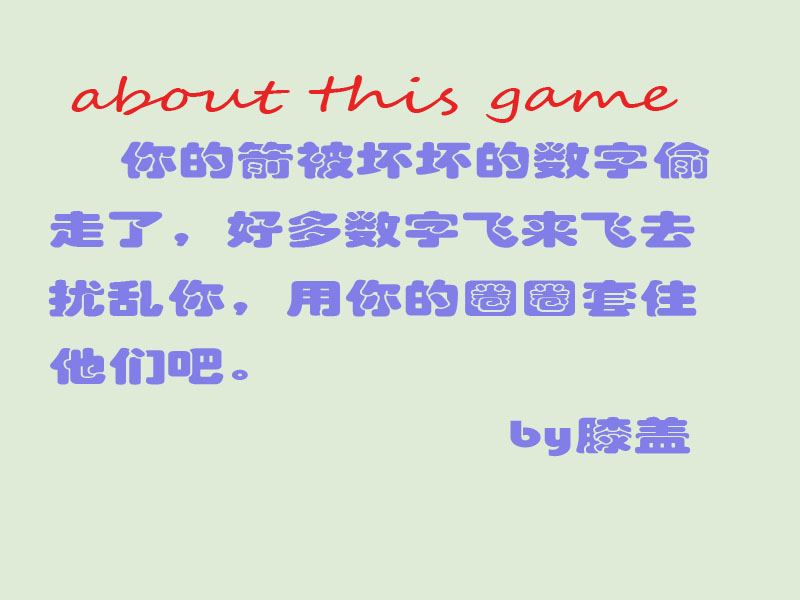 about this game
你的箭被坏坏的数字偷
走了，好多数字飞来飞去
扰乱你，用你的圈圈套住
他们吧。
by膝盖